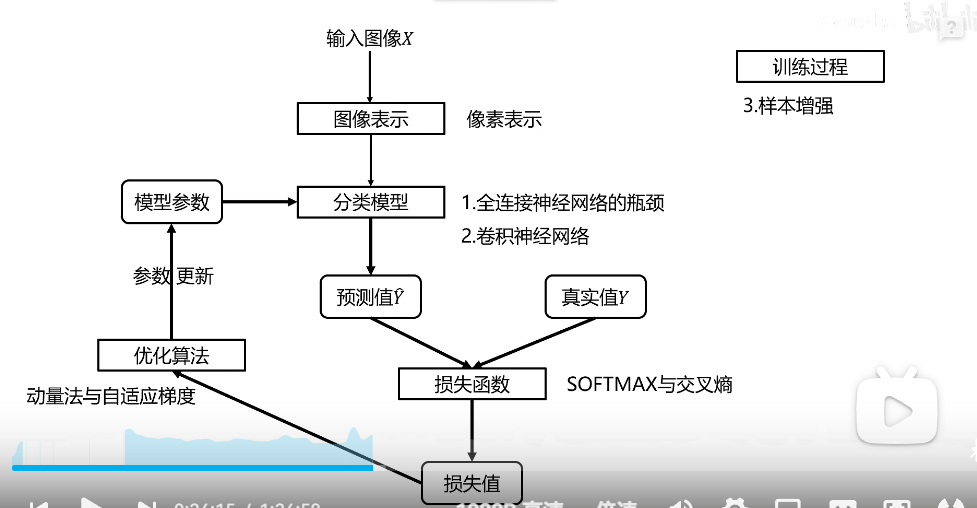 输入图像X
训练过程
图像表示 像素表示
3.样本增强
模型参数 分类模型 1.全连接神经网络的瓶颈
2.卷积神经网络
参数 更新
预测值Ŷ 真实值Y
优化算法
损失函数 SOFTMAX与交叉熵
动量法与自适应梯度
损失值